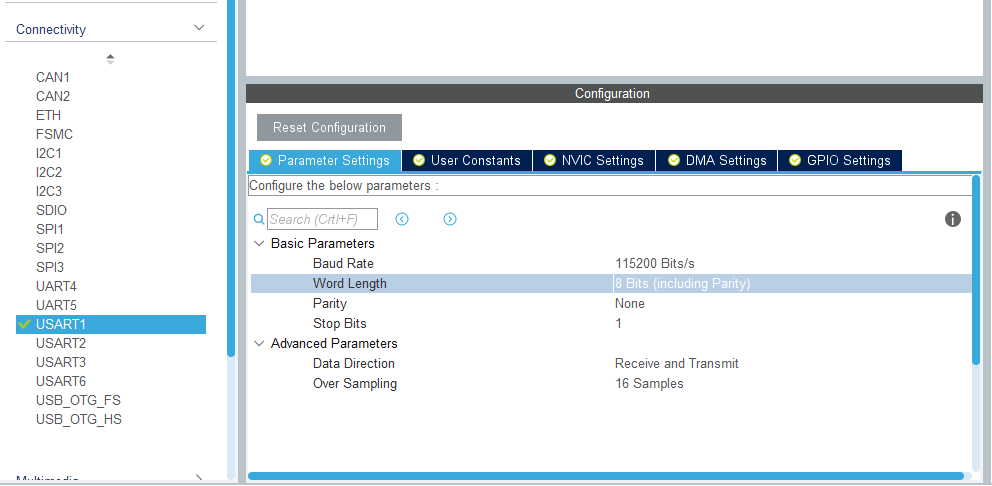 Connectivity
CAN1
CAN2
ETH
FSMC
I2C1
I2C2
I2C3
SDIO
SPI1
SPI2
SPI3
UART4
UART5
USART1
USART2
USART3
USART6
USB_OTG_FS
USB_OTG_HS
Multimedia
Configuration
Reset Configuration
Parameter Settings User Constants NVIC Settings DMA Settings GPIO Settings
Configure the below parameters :
Search (Crtl+F)
Basic Parameters
Baud Rate 115200 Bits/s
Word Length 8 Bits (including Parity)
Parity None
Stop Bits 1
Advanced Parameters
Data Direction Receive and Transmit
Over Sampling 16 Samples